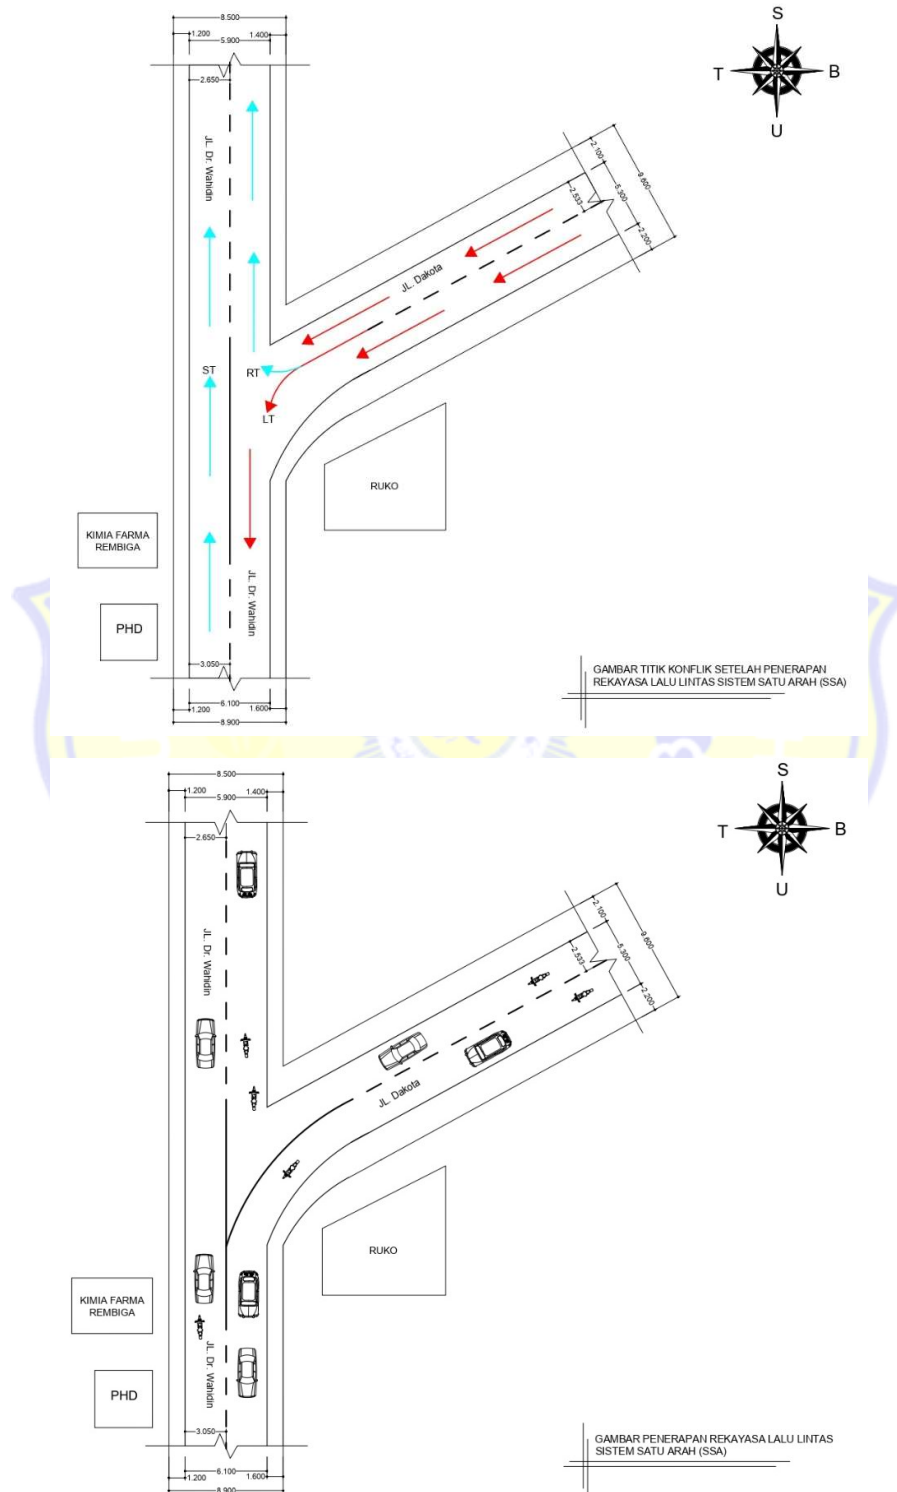 8.500
1.200
1.400
5.900
2.650
S
T
B
U
JL. Dr. Wahidin
2.100
5.300
9.600
2.533
2.200
JL. Dakota
ST
RT
LT
RUKO
KIMIA FARMA
REMBIGA
PHD
JL. Dr. Wahidin
3.050
6.100
1.200
1.600
8.900
GAMBAR TITIK KONFLIK SETELAH PENERAPAN
REKAYASA LALU LINTAS SISTEM SATU ARAH (SSA)
8.500
1.200
1.400
5.900
2.650
S
T
B
U
JL. Dr. Wahidin
2.100
5.300
9.600
2.533
2.200
JL. Dakota
RUKO
KIMIA FARMA
REMBIGA
PHD
JL. Dr. Wahidin
3.050
6.100
1.200
1.600
8.900
GAMBAR PENERAPAN REKAYASA LALU LINTAS
SISTEM SATU ARAH (SSA)